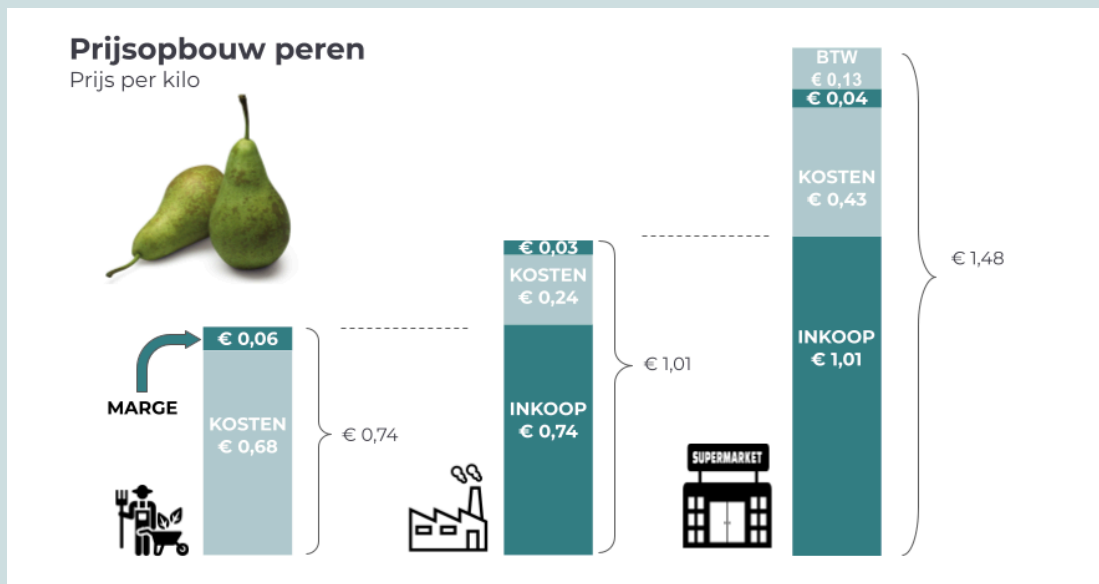 Prijsopbouw peren
Prijs per kilo
MARGE
€ 0,06
KOSTEN
€ 0,68
€ 0,74
€ 0,03
KOSTEN
€ 0,24
INKOOP
€ 0,74
€ 1,01
SUPERMARKET
BTW
€ 0,13
€ 0,04
KOSTEN
€ 0,43
INKOOP
€ 1,01
€ 1,48